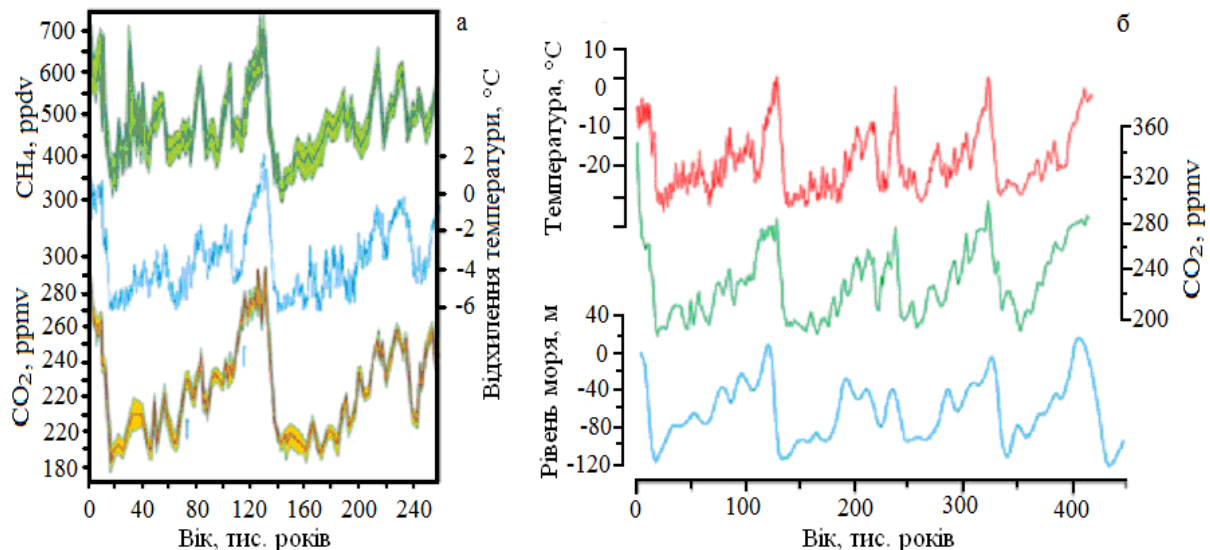 а
CH₄, ppdv
700
600
500
400
300
CO₂, ppmv
300
280
260
240
220
220
180
Відхилення температури, °C
2
0
-2
-4
-6
0 40 80 120 160 200 240
Вік, тис. років
б
Температура, °C
10
0
-10
-20
CO₂, ppmv
360
320
280
240
200
Рівень моря, м
40
0
-40
-80
-120
0 100 200 300 400
Вік, тис. років